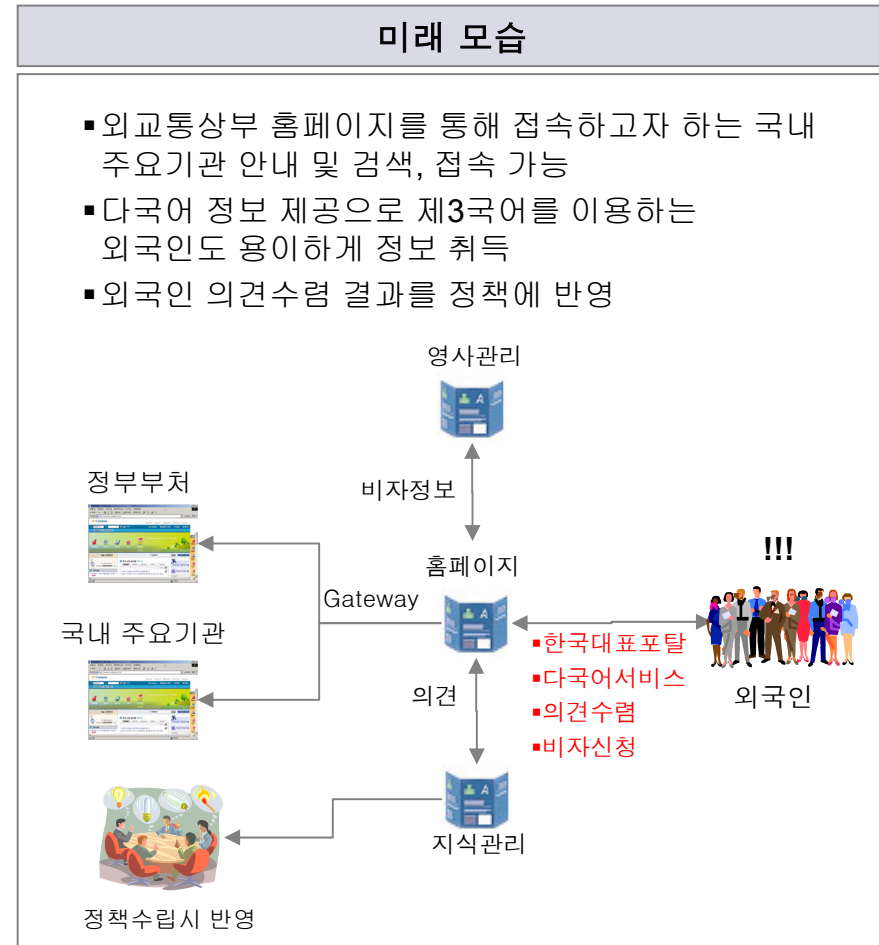 미래 모습
▪외교통상부 홈페이지를 통해 접속하고자 하는 국내
주요기관 안내 및 검색, 접속 가능
▪다국어 정보 제공으로 제3국어를 이용하는
외국인도 용이하게 정보 취득
▪외국인 의견수렴 결과를 정책에 반영
영사관리
정부부처
비자정보
!!!
홈페이지
Gateway
국내 주요기관
▪한국대표포탈
▪다국어서비스
▪의견수렴
▪비자신청
의견
외국인
지식관리
정책수립시 반영